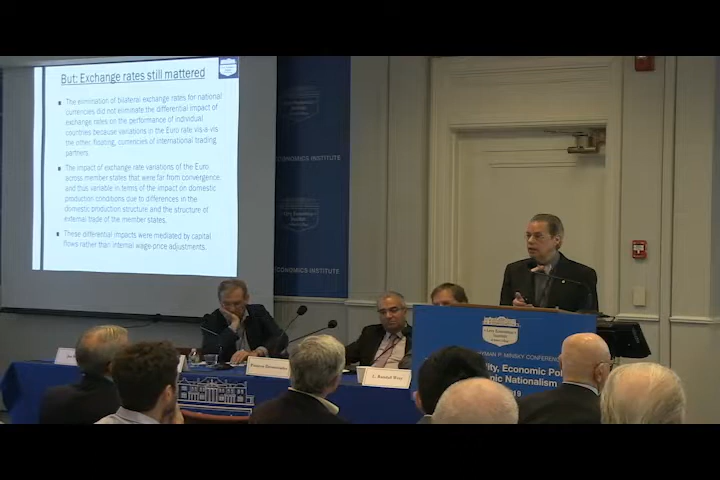 But: Exchange rates still mattered
■ The elimination of bilateral exchange rates for national
currencies did not eliminate the differential impact of
exchange rates on the performance of individual
countries because variations in the Euro rate vis-a-vis
the other, floating, currencies of international trading
partners.
■ The impact of exchange rate variations of the Euro
across member states that were far from convergence,
and thus variable in terms of the impact on domestic
production conditions due to differences in the
domestic production structure and the structure of
external trade of the member states.
■ These differential impacts were mediated by capital
flows rather than internal wage-price adjustments.
ECONOMICS INSTITUTE
ECONOMICS INSTITUTE
Levy Economics
Institute
MINSKY CONFERENCE
Economic
Nationalism
C. Randall Wray